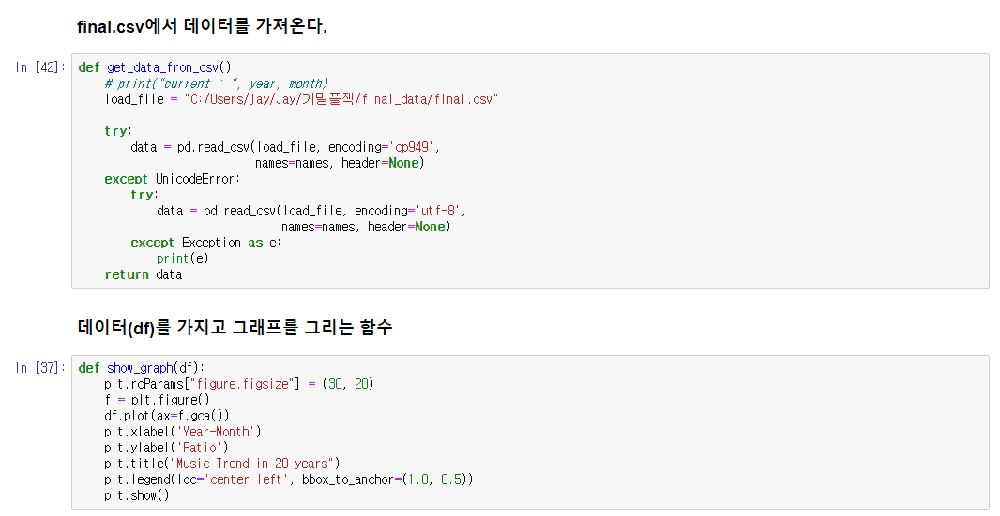 final.csv에서 데이터를 가져온다.
In [42]: def get_data_from_csv():
# print("current : ", year, month)
load_file = "C:/Users/jay/Jay/기말플젝/final_data/final.csv"
try:
data = pd.read_csv(load_file, encoding='cp949',
names=names, header=None)
except UnicodeError:
try:
data = pd.read_csv(load_file, encoding='utf-8',
names=names, header=None)
except Exception as e:
print(e)
return data
데이터(df)를 가지고 그래프를 그리는 함수
In [37]: def show_graph(df):
plt.rcParams["figure.figsize"] = (30, 20)
f = plt.figure()
df.plot(ax=f.gca())
plt.xlabel('Year-Month')
plt.ylabel('Ratio')
plt.title("Music Trend in 20 years")
plt.legend(loc='center left', bbox_to_anchor=(1.0, 0.5))
plt.show()